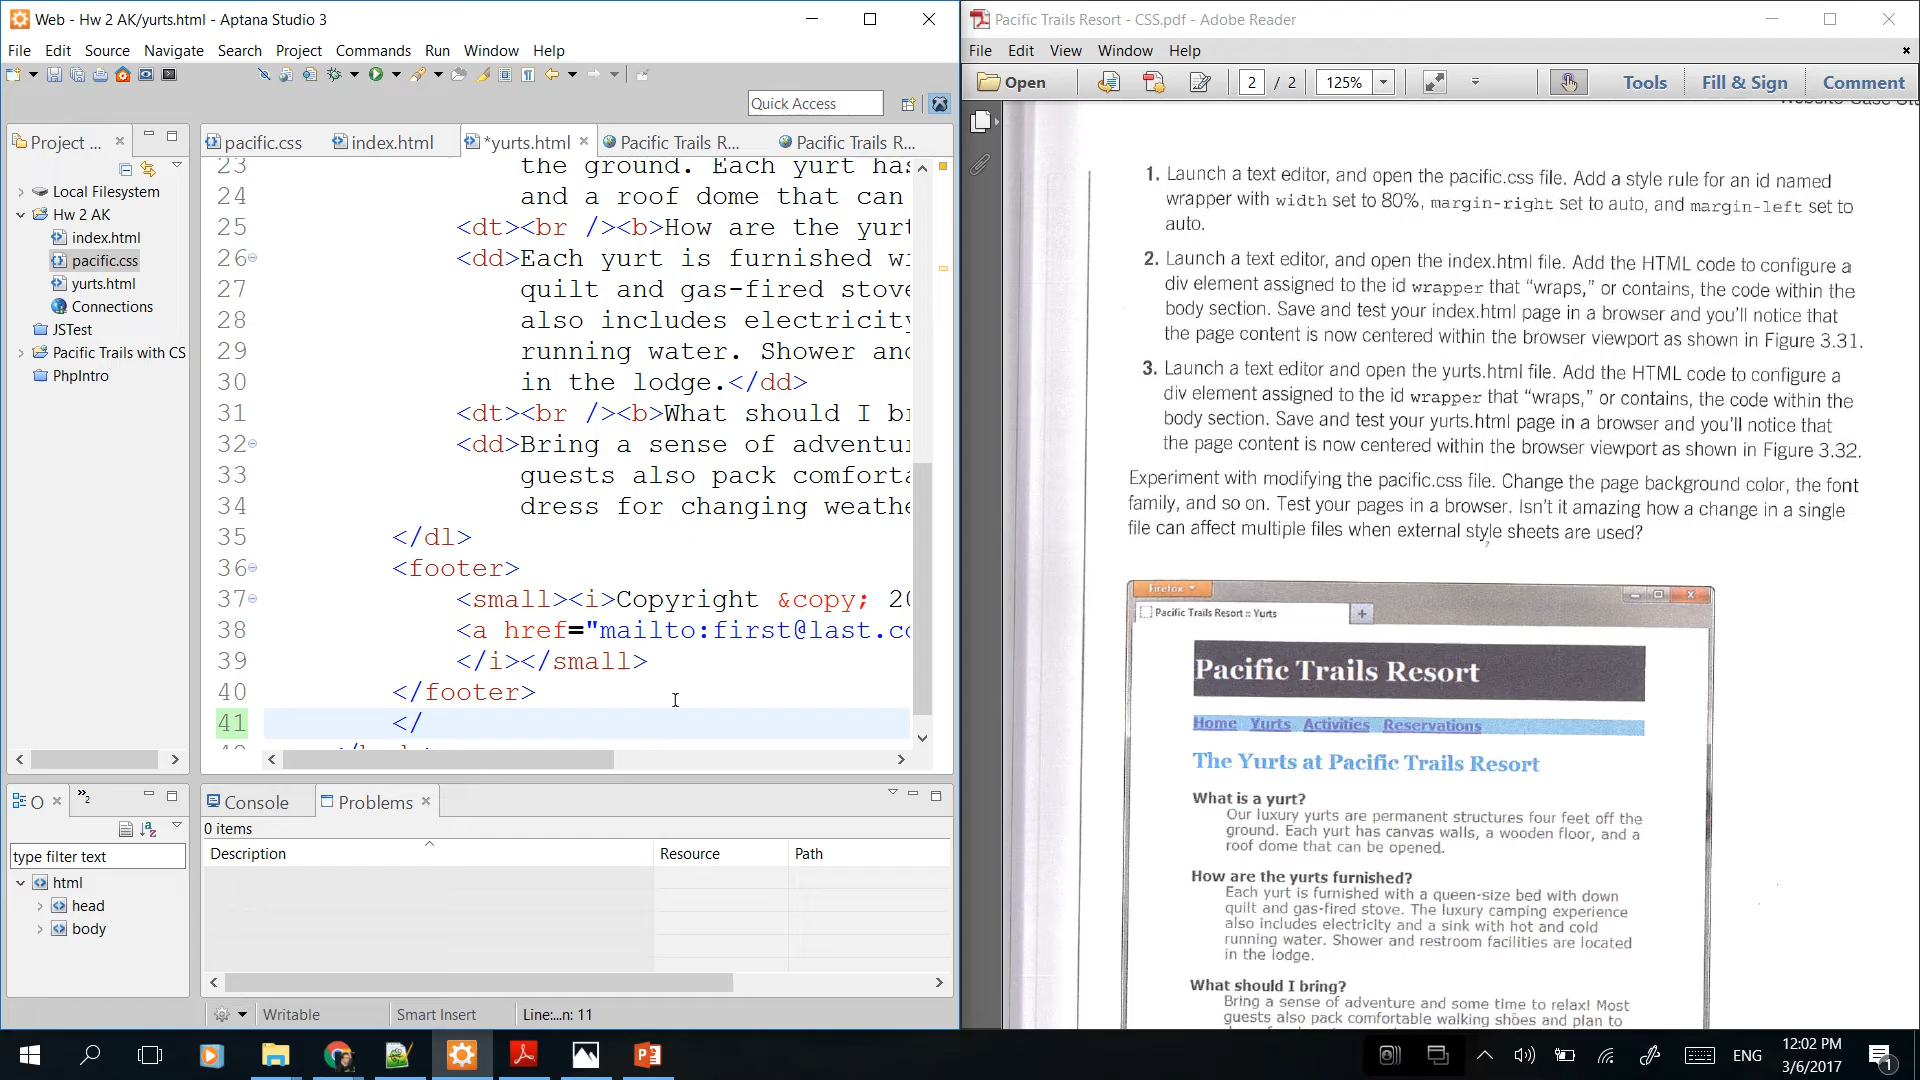 Web - Hw 2 AK/yurts.html - Aptana Studio 3
File Edit Source Navigate Search Project Commands Run Window Help
Quick Access
Project ...
Local Filesystem
Hw 2 AK
index.html
pacific.css
yurts.html
Connections
JSTest
Pacific Trails with CS
PhpIntro
pacific.css
index.html
*yurts.html
Pacific Trails R...
Pacific Trails R...
23 the ground. Each yurt has
24 and a roof dome that can
25 <dt><br /><b>How are the yurt
26 <dd>Each yurt is furnished wi
27 quilt and gas-fired stove
28 also includes electricity
29 running water. Shower and
30 in the lodge.</dd>
31 <dt><br /><b>What should I br
32 <dd>Bring a sense of adventur
33 guests also pack comforta
34 dress for changing weathe
35 </dl>
36 <footer>
37 <small><i>Copyright &copy; 20
38 <a href="mailto:first@last.co
39 </i></small>
40 </footer>
41 </
O
type filter text
html
head
body
Console
Problems
0 items
Description Resource Path
Writable Smart Insert Line:...n: 11
Pacific Trails Resort - CSS.pdf - Adobe Reader
File Edit View Window Help
Open 2 / 2 125% Tools Fill & Sign Comment
1. Launch a text editor, and open the pacific.css file. Add a style rule for an id named
wrapper with width set to 80%, margin-right set to auto, and margin-left set to
auto.
2. Launch a text editor, and open the index.html file. Add the HTML code to configure a
div element assigned to the id wrapper that “wraps,” or contains, the code within the
body section. Save and test your index.html page in a browser and you’ll notice that
the page content is now centered within the browser viewport as shown in Figure 3.31.
3. Launch a text editor and open the yurts.html file. Add the HTML code to configure a
div element assigned to the id wrapper that “wraps,” or contains, the code within the
body section. Save and test your yurts.html page in a browser and you’ll notice that
the page content is now centered within the browser viewport as shown in Figure 3.32.
Experiment with modifying the pacific.css file. Change the page background color, the font
family, and so on. Test your pages in a browser. Isn’t it amazing how a change in a single
file can affect multiple files when external style sheets are used?
Firefox
Pacific Trails Resort :: Yurts
Pacific Trails Resort
Home Yurts Activities Reservations
The Yurts at Pacific Trails Resort
What is a yurt?
Our luxury yurts are permanent structures four feet off the
ground. Each yurt has canvas walls, a wooden floor, and a
roof dome that can be opened.
How are the yurts furnished?
Each yurt is furnished with a queen-size bed with down
quilt and gas-fired stove. The luxury camping experience
also includes electricity and a sink with hot and cold
running water. Shower and restroom facilities are located
in the lodge.
What should I bring?
Bring a sense of adventure and some time to relax! Most
guests also pack comfortable walking shoes and plan to
ENG
12:02 PM
3/6/2017
1